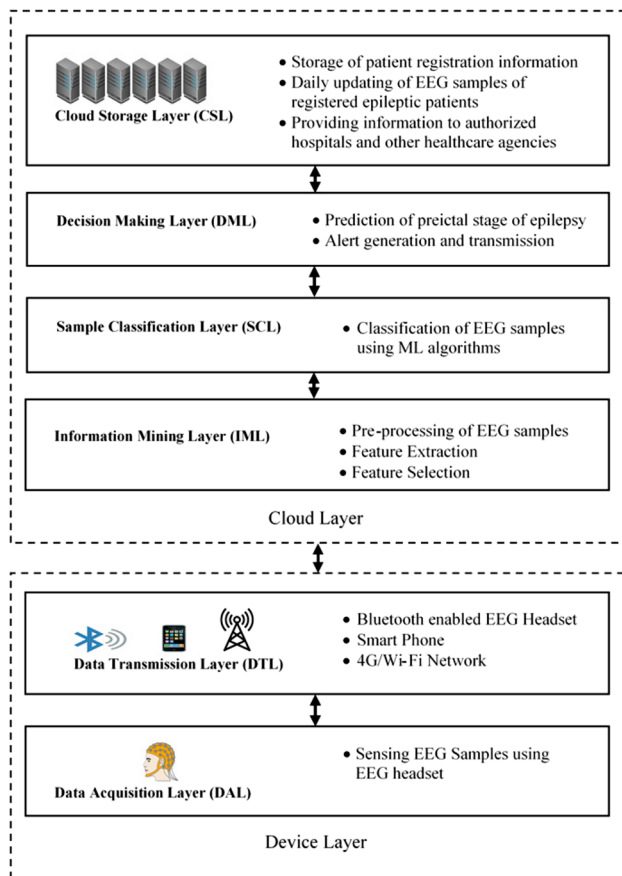 • Storage of patient registration information
• Daily updating of EEG samples of
registered epileptic patients
• Providing information to authorized
hospitals and other healthcare agencies
Cloud Storage Layer (CSL)
Decision Making Layer (DML)
• Prediction of preictal stage of epilepsy
• Alert generation and transmission
Sample Classification Layer (SCL)
• Classification of EEG samples
using ML algorithms
Information Mining Layer (IML)
• Pre-processing of EEG samples
• Feature Extraction
• Feature Selection
Cloud Layer
• Bluetooth enabled EEG Headset
• Smart Phone
• 4G/Wi-Fi Network
Data Transmission Layer (DTL)
• Sensing EEG Samples using
EEG headset
Data Acquisition Layer (DAL)
Device Layer